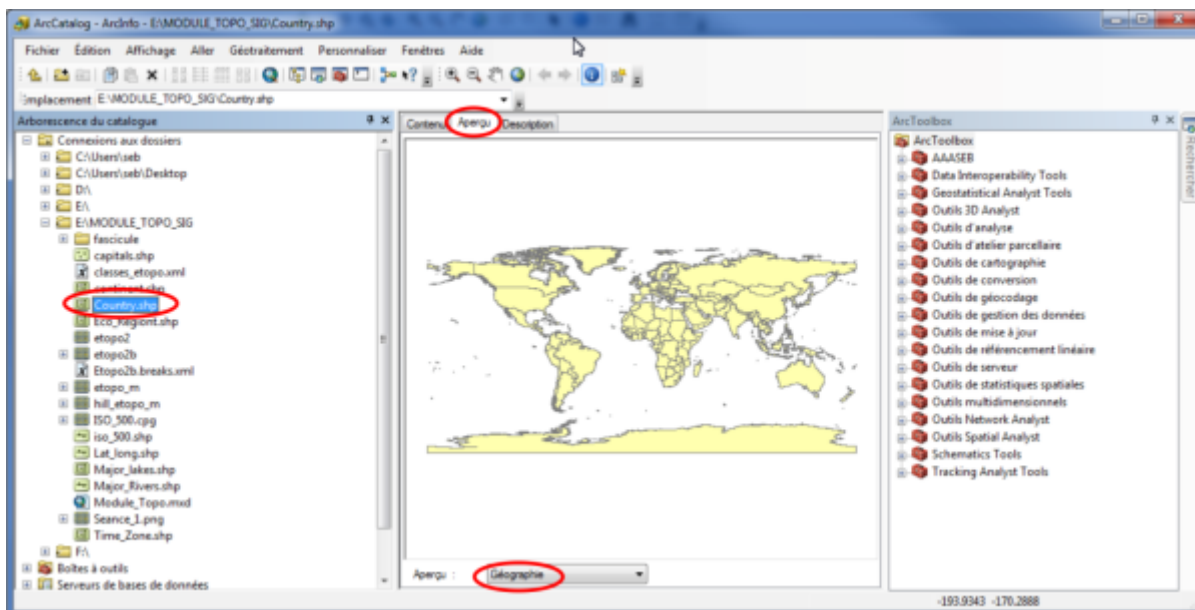 ArcCatalog - ArcInfo - E:\MODULE_TOPO_SIG\Country.shp
Fichier Édition Affichage Aller Géotraitement Personnaliser Fenêtres Aide
Emplacement E:\MODULE_TOPO_SIG\Country.shp
Arborescence du catalogue
Connexions aux dossiers
C:\Users\seb
C:\Users\seb\Desktop
D:\
E:\
E:\MODULE_TOPO_SIG
fascicule
capitals.shp
classes_etopo.xml
continent.shp
Country.shp
Eco_Regiont.shp
etopo2
etopo2b
Etopo2b.breaks.xml
etopo_m
hill_etopo_m
ISO_500.cpg
iso_500.shp
Lat_long.shp
Major_lakes.shp
Major_Rivers.shp
Module_Topo.mxd
Seance_1.png
Time_Zone.shp
F:\
Boîtes à outils
Serveurs de bases de données
Contenu Aperçu Description
Aperçu : Géographie
ArcToolbox
ArcToolbox
AAASEB
Data Interoperability Tools
Geostatistical Analyst Tools
Outils 3D Analyst
Outils d'analyse
Outils d'atelier parcellaire
Outils de cartographie
Outils de conversion
Outils de géocodage
Outils de gestion des données
Outils de mise à jour
Outils de référencement linéaire
Outils de serveur
Outils de statistiques spatiales
Outils multidimensionnels
Outils Network Analyst
Outils Spatial Analyst
Schematics Tools
Tracking Analyst Tools
Rechercher
-193.9343 -170.2888